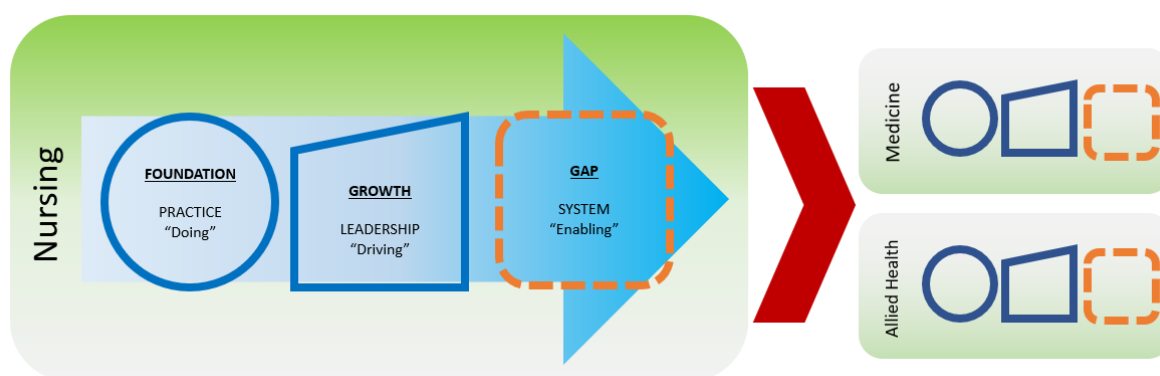 Nursing
FOUNDATION
PRACTICE
“Doing”
GROWTH
LEADERSHIP
“Driving”
GAP
SYSTEM
“Enabling”
Medicine
Allied Health